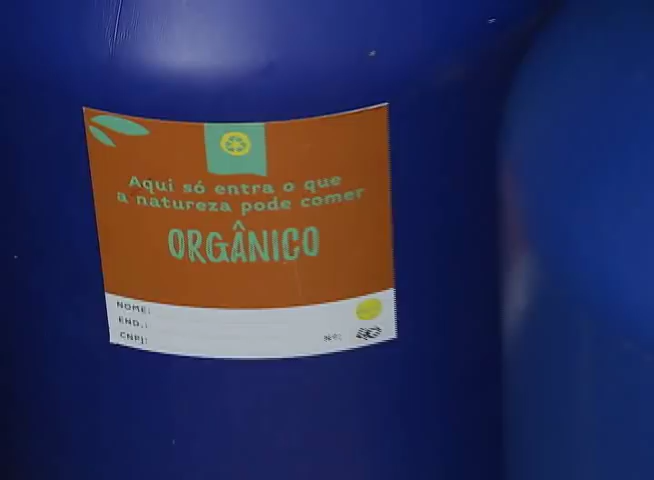 Aqui só entra o que
a natureza pode comer
ORGÂNICO
NOME:
END.:
CNPJ:
Nº: